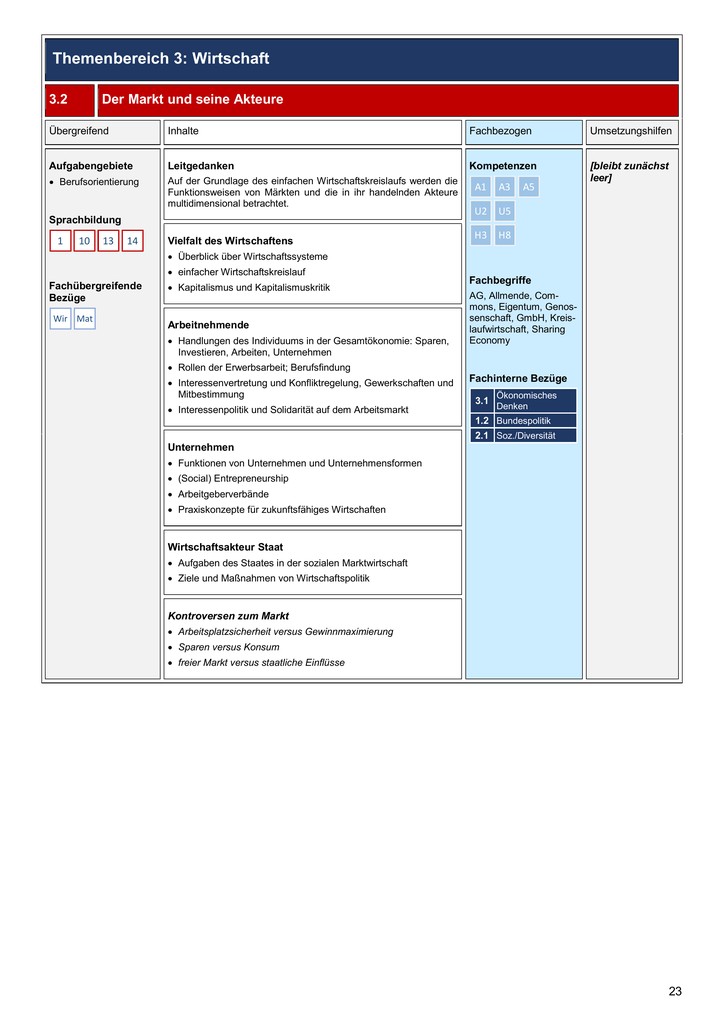 Themenbereich 3: Wirtschaft
3.2 Der Markt und seine Akteure
Übergreifend
Inhalte
Fachbezogen
Umsetzungshilfen
Aufgabengebiete
• Berufsorientierung
Sprachbildung
1 10 13 14
Fachübergreifende
Bezüge
Wir Mat
Leitgedanken
Auf der Grundlage des einfachen Wirtschaftskreislaufs werden die
Funktionsweisen von Märkten und die in ihr handelnden Akteure
multidimensional betrachtet.
Vielfalt des Wirtschaftens
• Überblick über Wirtschaftssysteme
• einfacher Wirtschaftskreislauf
• Kapitalismus und Kapitalismuskritik
Arbeitnehmende
• Handlungen des Individuums in der Gesamtökonomie: Sparen,
Investieren, Arbeiten, Unternehmen
• Rollen der Erwerbsarbeit; Berufsfindung
• Interessenvertretung und Konfliktregelung, Gewerkschaften und
Mitbestimmung
• Interessenpolitik und Solidarität auf dem Arbeitsmarkt
Unternehmen
• Funktionen von Unternehmen und Unternehmensformen
• (Social) Entrepreneurship
• Arbeitgeberverbände
• Praxiskonzepte für zukunftsfähiges Wirtschaften
Wirtschaftsakteur Staat
• Aufgaben des Staates in der sozialen Marktwirtschaft
• Ziele und Maßnahmen von Wirtschaftspolitik
Kontroversen zum Markt
• Arbeitsplatzsicherheit versus Gewinnmaximierung
• Sparen versus Konsum
• freier Markt versus staatliche Einflüsse
Kompetenzen
A1 A3 A5
U2 U5
H3 H8
Fachbegriffe
AG, Allmende, Com-
mons, Eigentum, Genos-
senschaft, GmbH, Kreis-
laufwirtschaft, Sharing
Economy
Fachinterne Bezüge
3.1 Ökonomisches
Denken
1.2 Bundespolitik
2.1 Soz./Diversität
[bleibt zunächst
leer]
23